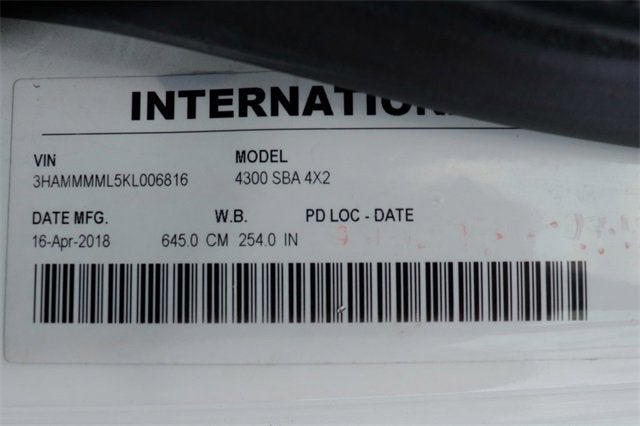 INTERNATIONA
VIN MODEL
3HAMMMML5KL006816 4300 SBA 4X2
DATE MFG. W.B. PD LOC - DATE
16-Apr-2018 645.0 CM 254.0 IN